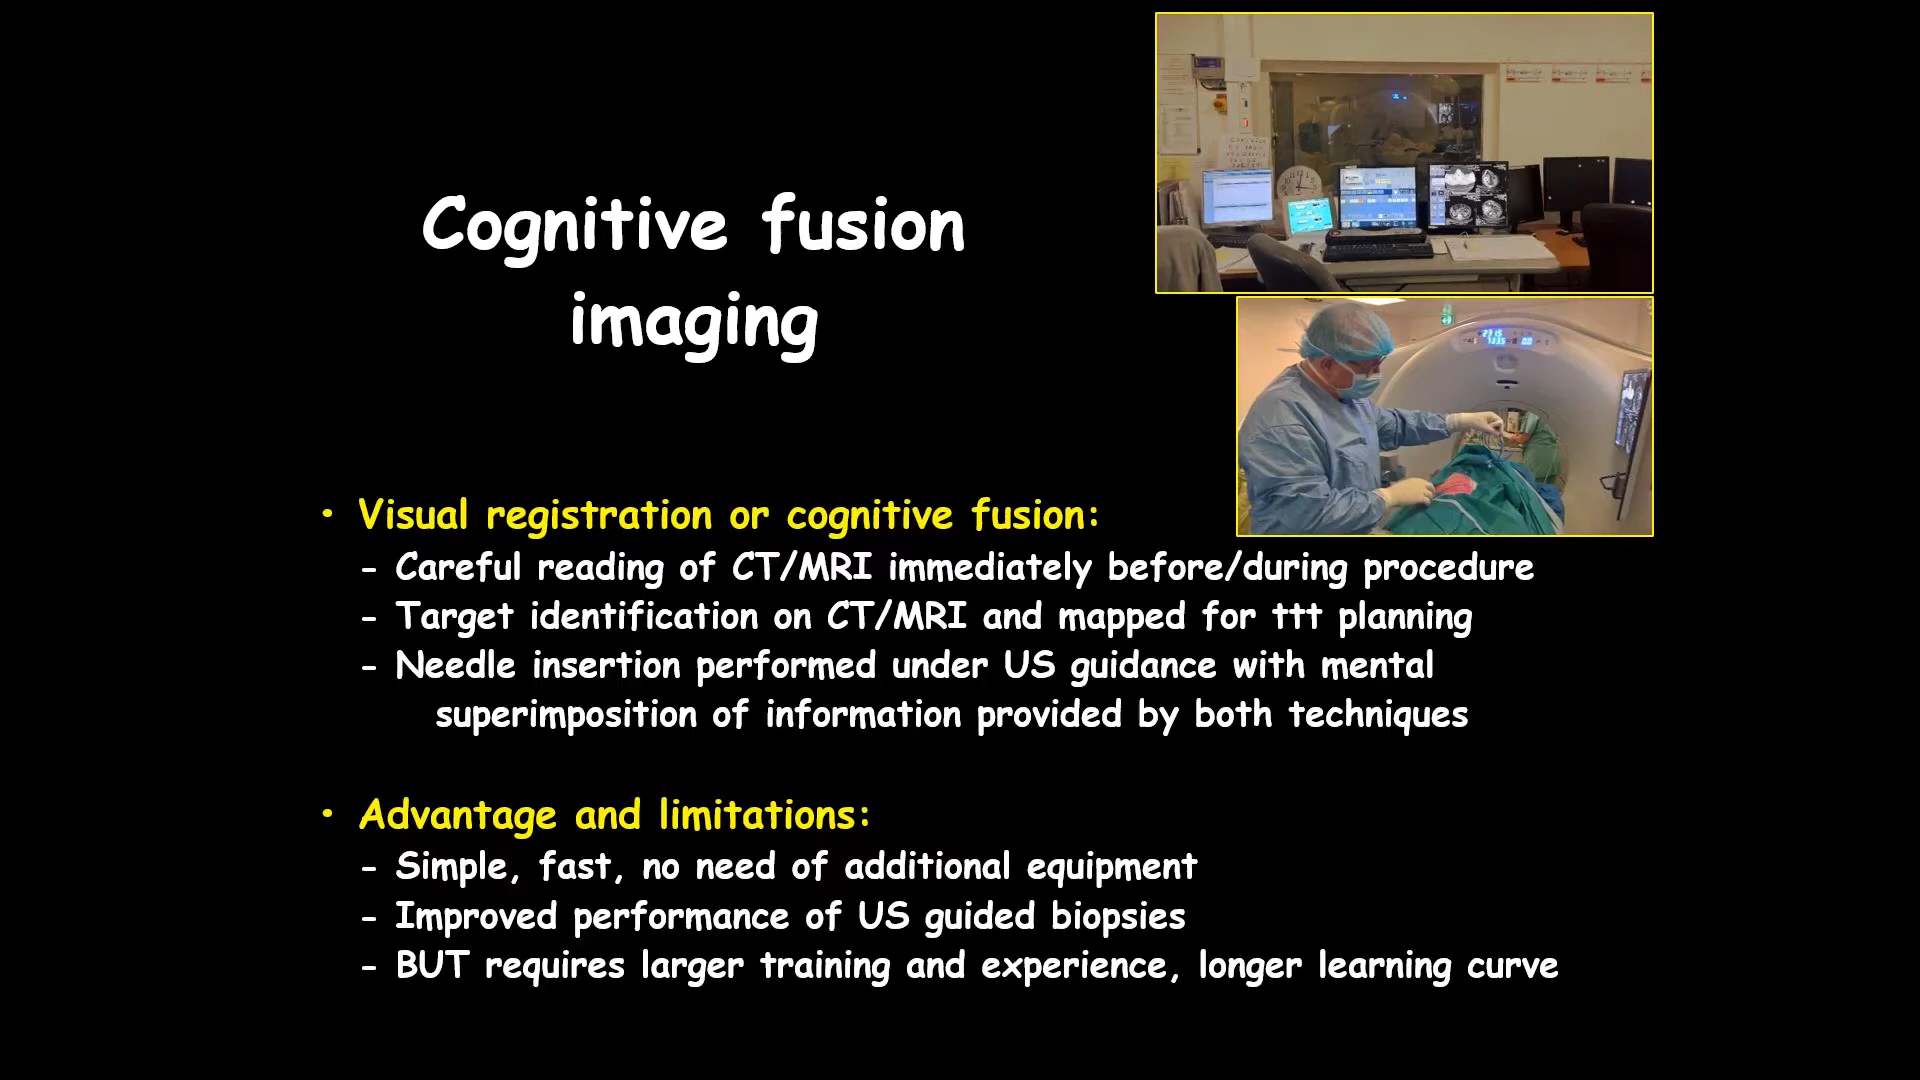 Cognitive fusion
imaging
• Visual registration or cognitive fusion:
– Careful reading of CT/MRI immediately before/during procedure
– Target identification on CT/MRI and mapped for ttt planning
– Needle insertion performed under US guidance with mental
superimposition of information provided by both techniques
• Advantage and limitations:
– Simple, fast, no need of additional equipment
– Improved performance of US guided biopsies
– BUT requires larger training and experience, longer learning curve